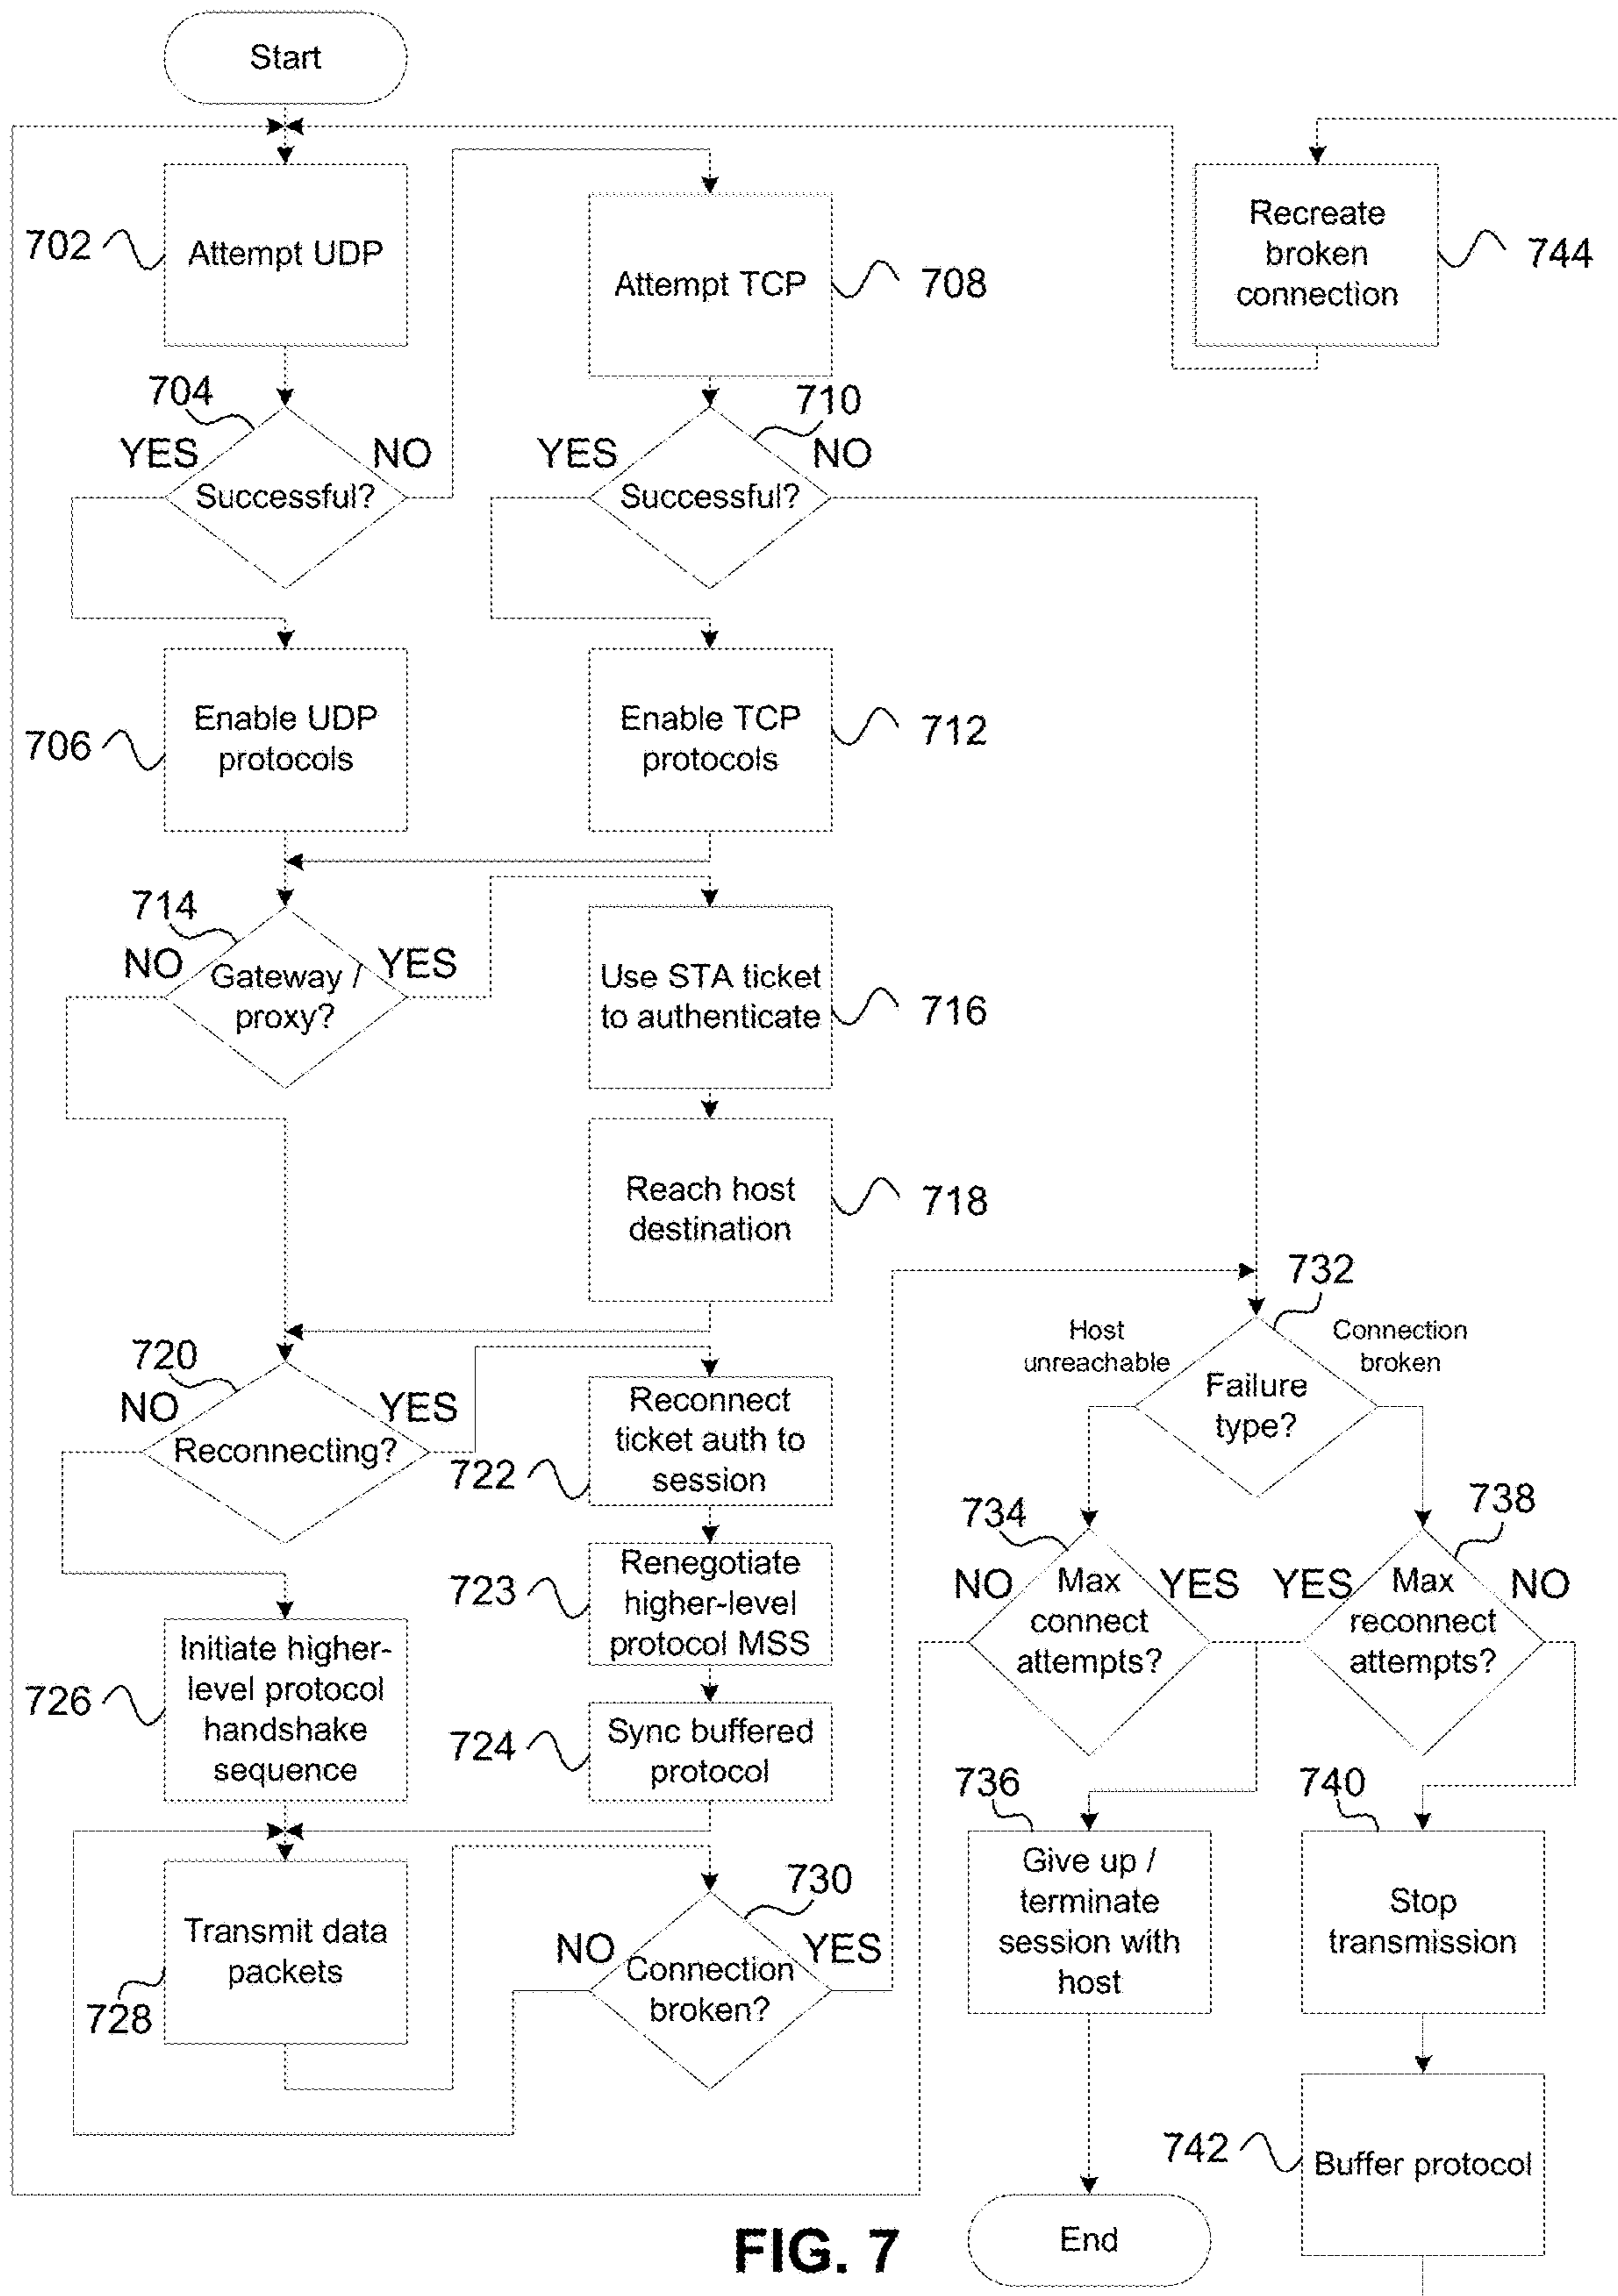 Start
702
Attempt UDP
Attempt TCP
708
Recreate
broken
connection
744
704
YES
NO
Successful?
710
YES
NO
Successful?
706
Enable UDP
protocols
Enable TCP
protocols
712
714
NO
YES
Gateway /
proxy?
Use STA ticket
to authenticate
716
Reach host
destination
718
720
NO
YES
Reconnecting?
722
Reconnect
ticket auth to
session
723
Renegotiate
higher-level
protocol MSS
724
Sync buffered
protocol
726
Initiate higher-
level protocol
handshake
sequence
728
Transmit data
packets
730
NO
YES
Connection
broken?
732
Host
unreachable
Connection
broken
Failure
type?
734
NO
YES
Max
connect
attempts?
738
YES
NO
Max
reconnect
attempts?
736
Give up /
terminate
session with
host
740
Stop
transmission
742
Buffer protocol
End
FIG. 7